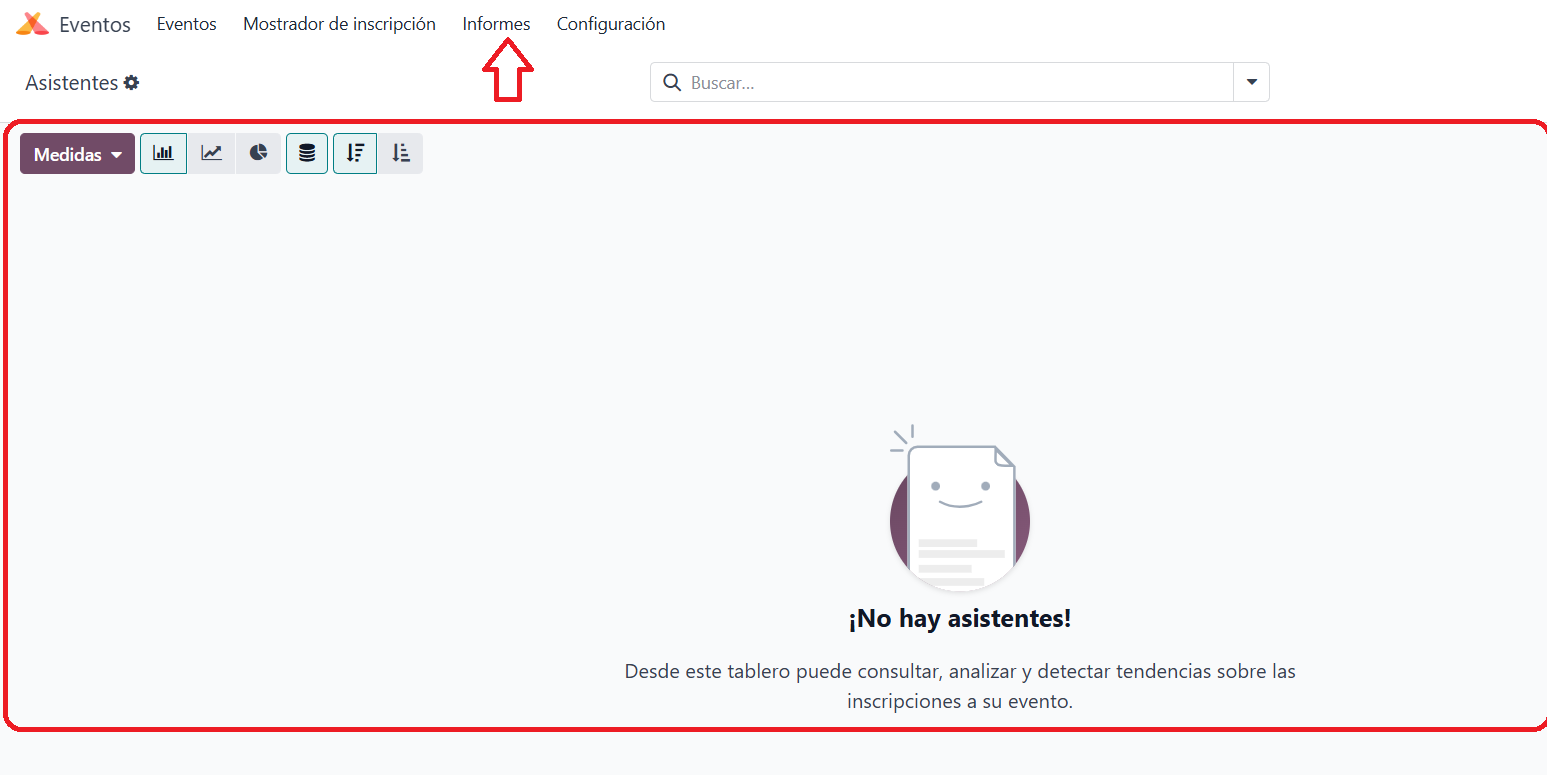 Eventos Eventos Mostrador de inscripción Informes Configuración
Asistentes Buscar...
Medidas
¡No hay asistentes!
Desde este tablero puede consultar, analizar y detectar tendencias sobre las
inscripciones a su evento.